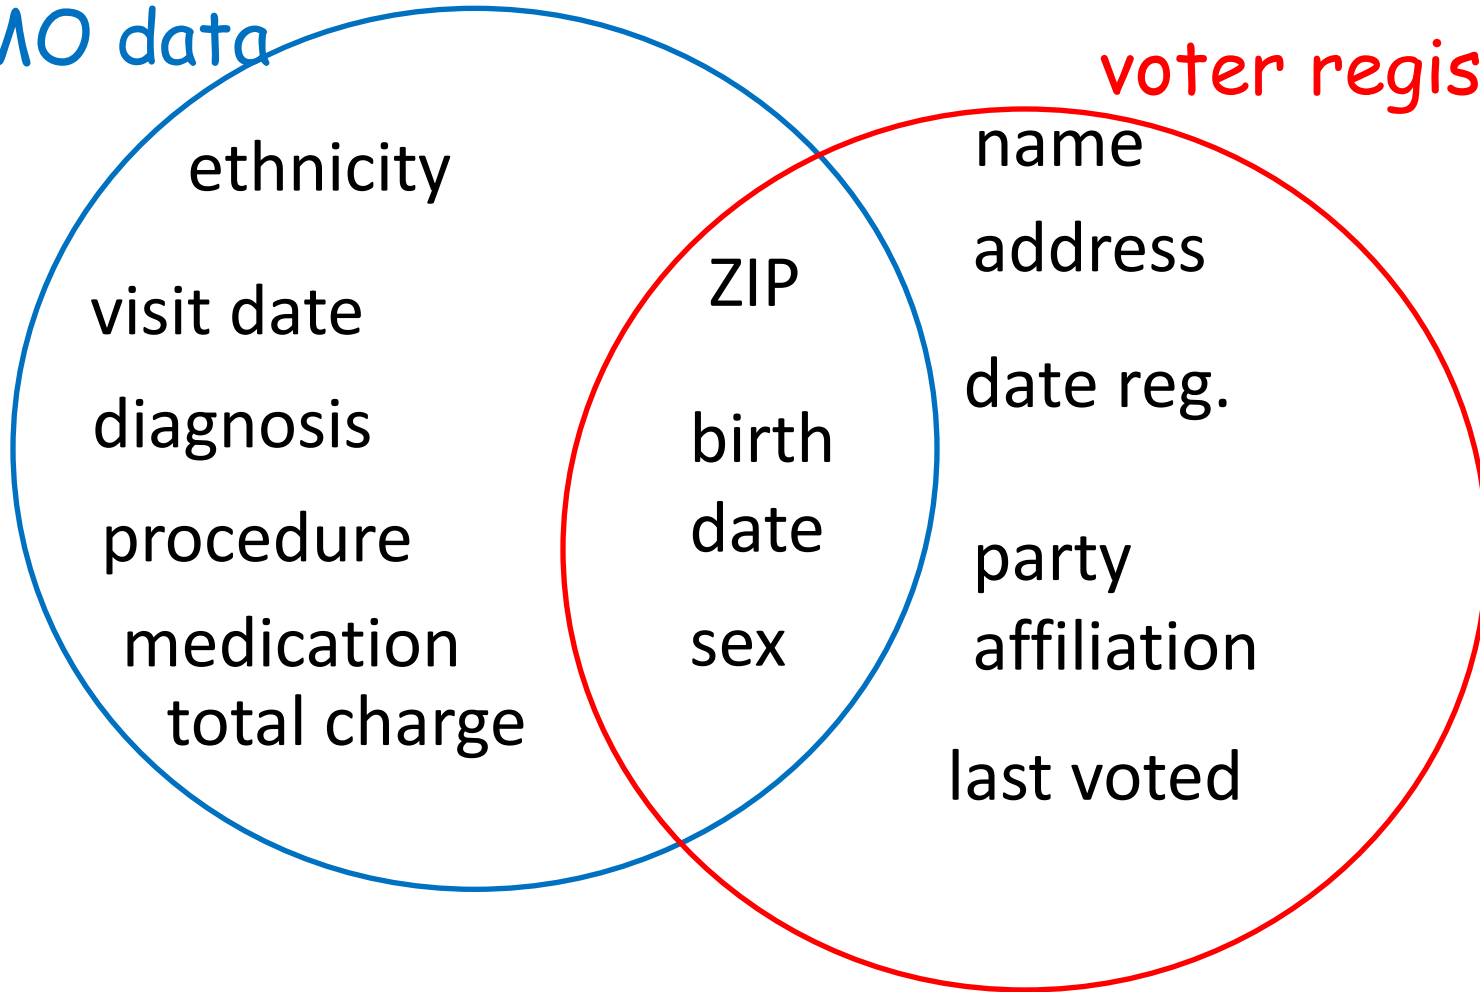 MO data
voter regis
ethnicity
visit date
diagnosis
procedure
medication
total charge
ZIP
birth
date
sex
name
address
date reg.
party
affiliation
last voted